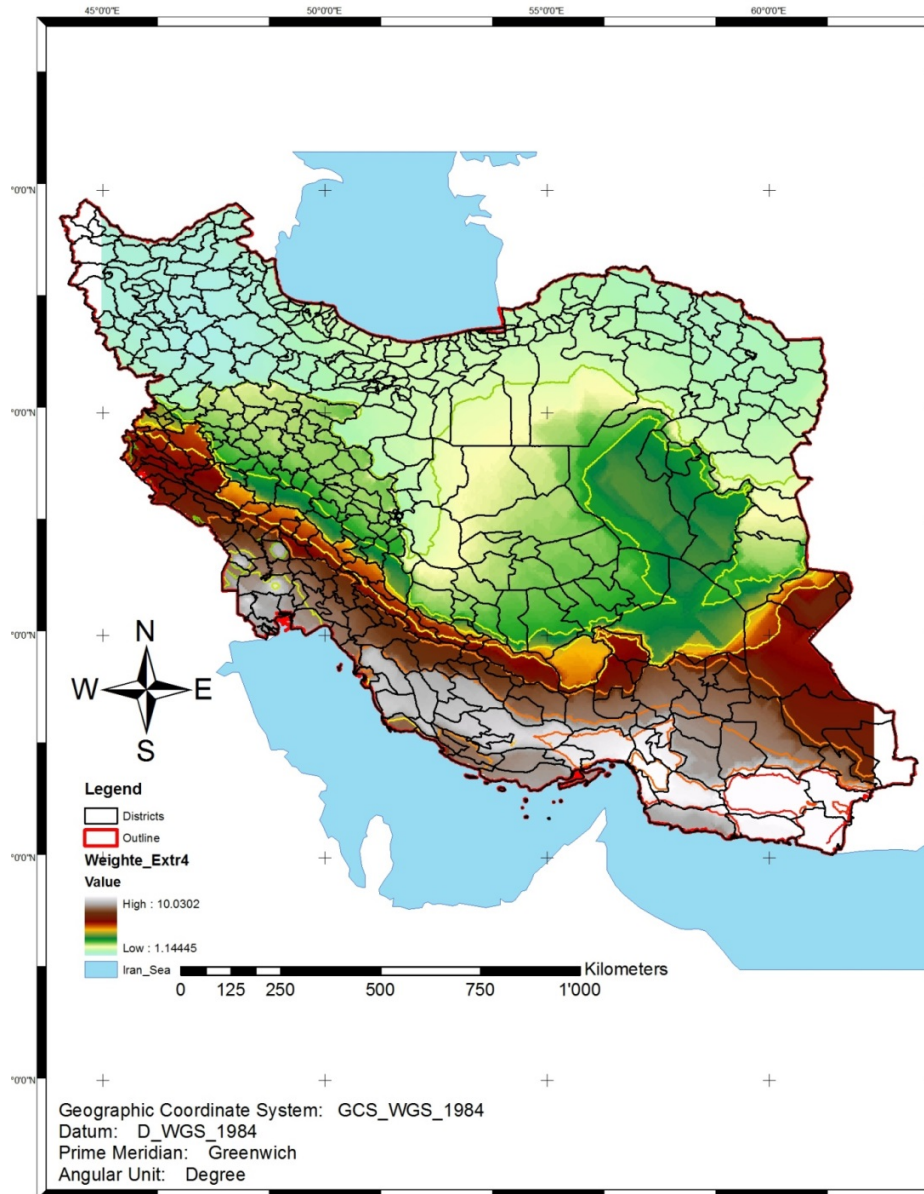 45°0'0"E 50°0'0"E 55°0'0"E 60°0'0"E
°0'0"N
°0'0"N
°0'0"N
N
W E
S
°0'0"N
Legend
Districts
Outline
Weighte_Extr4
Value
High : 10.0302
Low : 1.14445
Iran_Sea
Kilometers
0 125 250 500 750 1000
°0'0"N
Geographic Coordinate System: GCS_WGS_1984
Datum: D_WGS_1984
Prime Meridian: Greenwich
Angular Unit: Degree